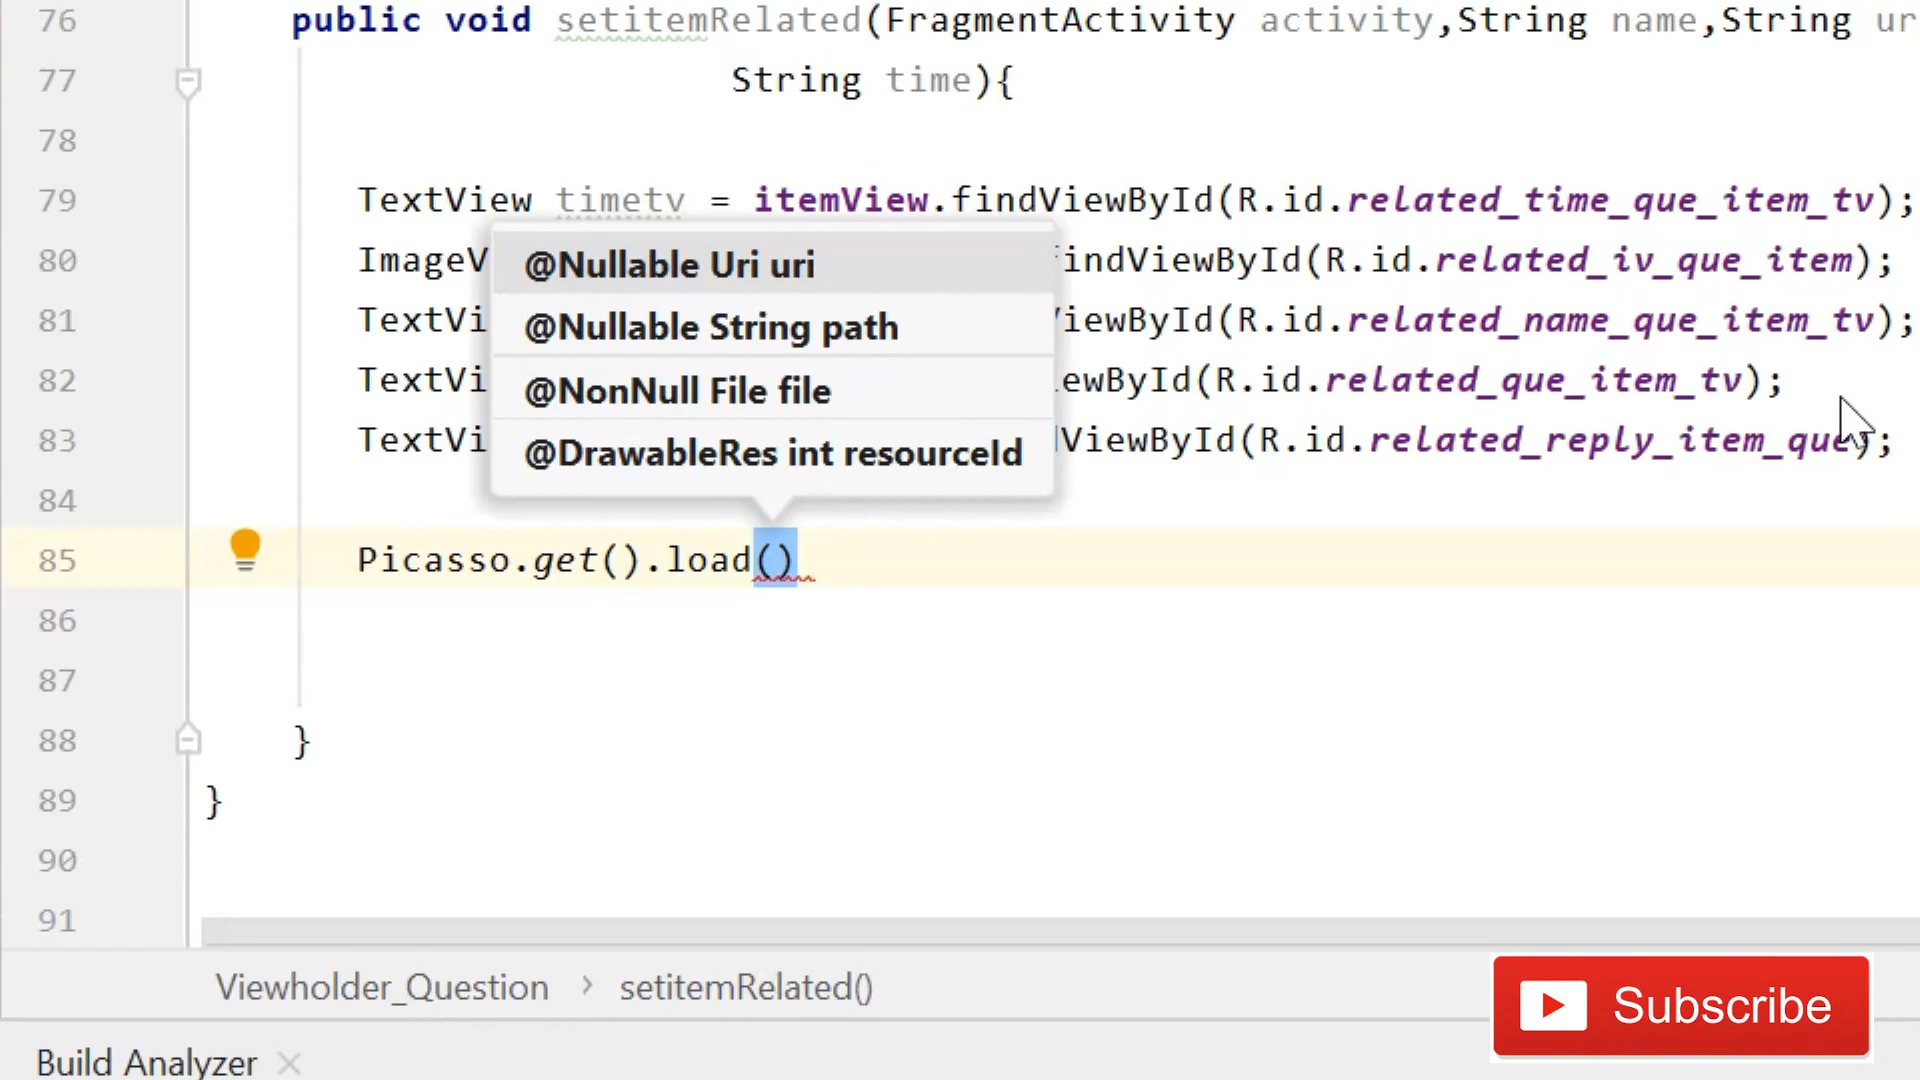 76 public void setitemRelated(FragmentActivity activity,String name,String ur
77 String time){
78
79 TextView timetv = itemView.findViewById(R.id.related_time_que_item_tv);
80 ImageV indViewById(R.id.related_iv_que_item);
81 TextVi iewById(R.id.related_name_que_item_tv);
82 TextVi ewById(R.id.related_que_item_tv);
83 TextVi ViewById(R.id.related_reply_item_que);
@Nullable Uri uri
@Nullable String path
@NonNull File file
@DrawableRes int resourceId
84
85 Picasso.get().load()
86
87
88 }
89 }
90
91
Viewholder_Question › setitemRelated()
Subscribe
Build Analyzer ×